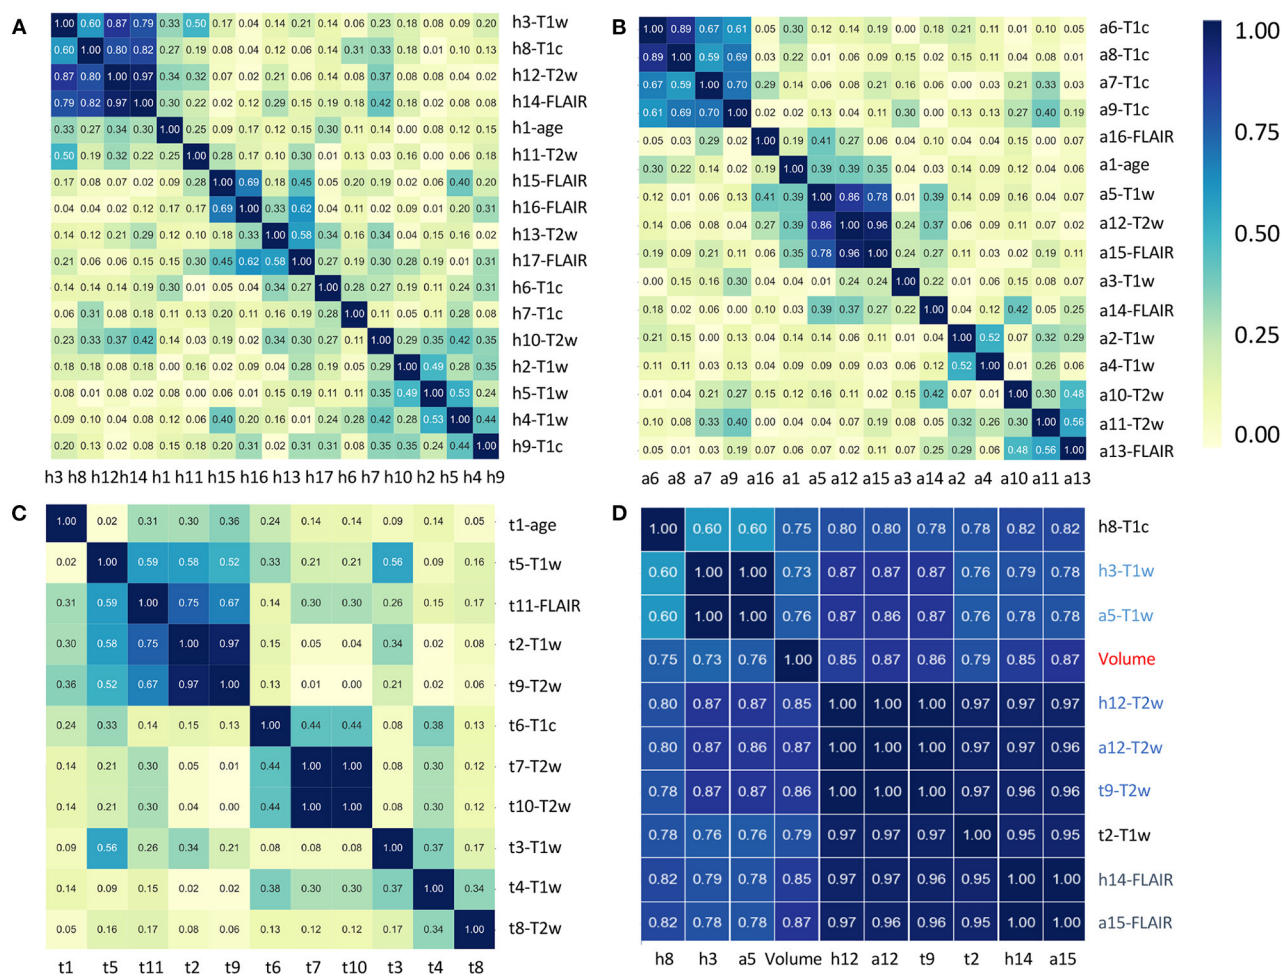 A
1.00 0.60 0.87 0.79 0.33 0.50 0.17 0.04 0.14 0.21 0.14 0.06 0.23 0.18 0.08 0.09 0.20 h3-T1w
0.60 1.00 0.80 0.82 0.27 0.19 0.08 0.04 0.12 0.06 0.14 0.31 0.33 0.18 0.01 0.10 0.13 h8-T1c
0.87 0.80 1.00 0.97 0.34 0.32 0.07 0.02 0.21 0.06 0.14 0.08 0.37 0.08 0.08 0.04 0.02 h12-T2w
0.79 0.82 0.97 1.00 0.30 0.22 0.02 0.12 0.29 0.15 0.19 0.18 0.42 0.18 0.02 0.08 0.08 h14-FLAIR
0.33 0.27 0.34 0.30 1.00 0.25 0.09 0.17 0.12 0.15 0.30 0.11 0.14 0.00 0.08 0.12 0.15 h1-age
0.50 0.19 0.32 0.22 0.25 1.00 0.28 0.17 0.10 0.30 0.01 0.13 0.03 0.16 0.00 0.06 0.18 h11-T2w
0.17 0.08 0.07 0.02 0.09 0.28 1.00 0.69 0.18 0.45 0.05 0.20 0.19 0.02 0.06 0.40 0.20 h15-FLAIR
0.04 0.04 0.02 0.12 0.17 0.17 0.69 1.00 0.33 0.62 0.04 0.11 0.02 0.09 0.01 0.20 0.31 h16-FLAIR
0.14 0.12 0.21 0.29 0.12 0.10 0.18 0.33 1.00 0.58 0.34 0.16 0.34 0.04 0.15 0.16 0.02 h13-T2w
0.21 0.06 0.06 0.15 0.15 0.30 0.45 0.62 0.58 1.00 0.27 0.19 0.30 0.28 0.19 0.01 0.31 h17-FLAIR
0.14 0.14 0.14 0.19 0.30 0.01 0.05 0.04 0.34 0.27 1.00 0.28 0.27 0.19 0.11 0.24 0.31 h6-T1c
0.06 0.31 0.08 0.18 0.11 0.13 0.20 0.11 0.16 0.19 0.28 1.00 0.11 0.05 0.11 0.28 0.08 h7-T1c
0.23 0.33 0.37 0.42 0.14 0.03 0.19 0.02 0.34 0.30 0.27 0.11 1.00 0.29 0.35 0.42 0.35 h10-T2w
0.18 0.18 0.08 0.18 0.00 0.16 0.02 0.09 0.04 0.28 0.19 0.05 0.29 1.00 0.49 0.28 0.35 h2-T1w
0.08 0.01 0.08 0.02 0.08 0.00 0.06 0.01 0.15 0.19 0.11 0.11 0.35 0.49 1.00 0.53 0.24 h5-T1w
0.09 0.10 0.04 0.08 0.12 0.06 0.40 0.20 0.16 0.01 0.24 0.28 0.42 0.28 0.53 1.00 0.44 h4-T1w
0.20 0.13 0.02 0.08 0.15 0.18 0.20 0.31 0.02 0.31 0.31 0.08 0.35 0.35 0.24 0.44 1.00 h9-T1c
h3 h8 h12 h14 h1 h11 h15 h16 h13 h17 h6 h7 h10 h2 h5 h4 h9
B
1.00 0.89 0.67 0.61 0.05 0.30 0.12 0.14 0.19 0.00 0.18 0.21 0.11 0.01 0.10 0.05 a6-T1c
0.89 1.00 0.59 0.69 0.03 0.22 0.01 0.06 0.09 0.15 0.02 0.15 0.11 0.04 0.08 0.01 a8-T1c
0.67 0.59 1.00 0.70 0.29 0.14 0.06 0.08 0.21 0.16 0.06 0.00 0.03 0.21 0.33 0.07 a7-T1c
0.61 0.69 0.70 1.00 0.02 0.02 0.13 0.04 0.11 0.30 0.00 0.10 0.13 0.27 0.40 0.19 a9-T1c
0.05 0.03 0.29 0.02 1.00 0.19 0.41 0.27 0.06 0.04 0.10 0.04 0.04 0.15 0.00 0.07 a16-FLAIR
0.30 0.22 0.14 0.02 0.19 1.00 0.39 0.39 0.35 0.04 0.03 0.14 0.09 0.12 0.04 0.06 a1-age
0.12 0.01 0.06 0.13 0.41 0.39 1.00 0.86 0.78 0.01 0.39 0.05 0.09 0.16 0.04 0.07 a5-T1w
0.14 0.06 0.08 0.04 0.27 0.39 0.86 1.00 0.96 0.24 0.37 0.06 0.09 0.11 0.07 0.02 a12-T2w
0.19 0.09 0.21 0.11 0.06 0.35 0.78 0.96 1.00 0.24 0.27 0.11 0.03 0.02 0.19 0.11 a15-FLAIR
0.00 0.15 0.16 0.30 0.04 0.04 0.01 0.24 0.24 1.00 0.22 0.01 0.06 0.15 0.08 0.07 a3-T1w
0.18 0.02 0.06 0.00 0.10 0.03 0.39 0.37 0.27 0.22 1.00 0.04 0.12 0.42 0.05 0.25 a14-FLAIR
0.21 0.15 0.00 0.10 0.04 0.14 0.05 0.06 0.11 0.01 0.04 1.00 0.52 0.07 0.32 0.29 a2-T1w
0.11 0.11 0.03 0.13 0.04 0.09 0.09 0.09 0.03 0.06 0.12 0.52 1.00 0.01 0.26 0.06 a4-T1w
0.01 0.04 0.21 0.27 0.15 0.12 0.16 0.11 0.02 0.15 0.42 0.07 0.01 1.00 0.30 0.48 a10-T2w
0.10 0.08 0.33 0.40 0.00 0.04 0.04 0.07 0.19 0.08 0.05 0.32 0.26 0.30 1.00 0.56 a11-T2w
0.05 0.01 0.07 0.19 0.07 0.06 0.07 0.02 0.11 0.07 0.25 0.29 0.06 0.48 0.56 1.00 a13-FLAIR
a6 a8 a7 a9 a16 a1 a5 a12 a15 a3 a14 a2 a4 a10 a11 a13
1.00
0.75
0.50
0.25
0.00
C
1.00 0.02 0.31 0.30 0.36 0.24 0.14 0.14 0.09 0.14 0.05 t1-age
0.02 1.00 0.59 0.58 0.52 0.33 0.21 0.21 0.56 0.09 0.16 t5-T1w
0.31 0.59 1.00 0.75 0.67 0.14 0.30 0.30 0.26 0.15 0.17 t11-FLAIR
0.30 0.58 0.75 1.00 0.97 0.15 0.05 0.04 0.34 0.02 0.08 t2-T1w
0.36 0.52 0.67 0.97 1.00 0.13 0.01 0.00 0.21 0.02 0.06 t9-T2w
0.24 0.33 0.14 0.15 0.13 1.00 0.44 0.44 0.08 0.38 0.13 t6-T1c
0.14 0.21 0.30 0.05 0.01 0.44 1.00 1.00 0.08 0.30 0.12 t7-T2w
0.14 0.21 0.30 0.04 0.00 0.44 1.00 1.00 0.08 0.30 0.12 t10-T2w
0.09 0.56 0.26 0.34 0.21 0.08 0.08 0.08 1.00 0.37 0.17 t3-T1w
0.14 0.09 0.15 0.02 0.02 0.38 0.30 0.30 0.37 1.00 0.34 t4-T1w
0.05 0.16 0.17 0.08 0.06 0.13 0.12 0.12 0.17 0.34 1.00 t8-T2w
t1 t5 t11 t2 t9 t6 t7 t10 t3 t4 t8
D
1.00 0.60 0.60 0.75 0.80 0.80 0.78 0.78 0.82 0.82 h8-T1c
0.60 1.00 1.00 0.73 0.87 0.87 0.87 0.76 0.79 0.78 h3-T1w
0.60 1.00 1.00 0.76 0.87 0.86 0.87 0.76 0.78 0.78 a5-T1w
0.75 0.73 0.76 1.00 0.85 0.87 0.86 0.79 0.85 0.87 Volume
0.80 0.87 0.87 0.85 1.00 1.00 1.00 0.97 0.97 0.97 h12-T2w
0.80 0.87 0.86 0.87 1.00 1.00 1.00 0.97 0.97 0.96 a12-T2w
0.78 0.87 0.87 0.86 1.00 1.00 1.00 0.97 0.96 0.96 t9-T2w
0.78 0.76 0.76 0.79 0.97 0.97 0.97 1.00 0.95 0.95 t2-T1w
0.82 0.79 0.78 0.85 0.97 0.97 0.96 0.95 1.00 1.00 h14-FLAIR
0.82 0.78 0.78 0.87 0.97 0.96 0.96 0.95 1.00 1.00 a15-FLAIR
h8 h3 a5 Volume h12 a12 t9 t2 h14 a15